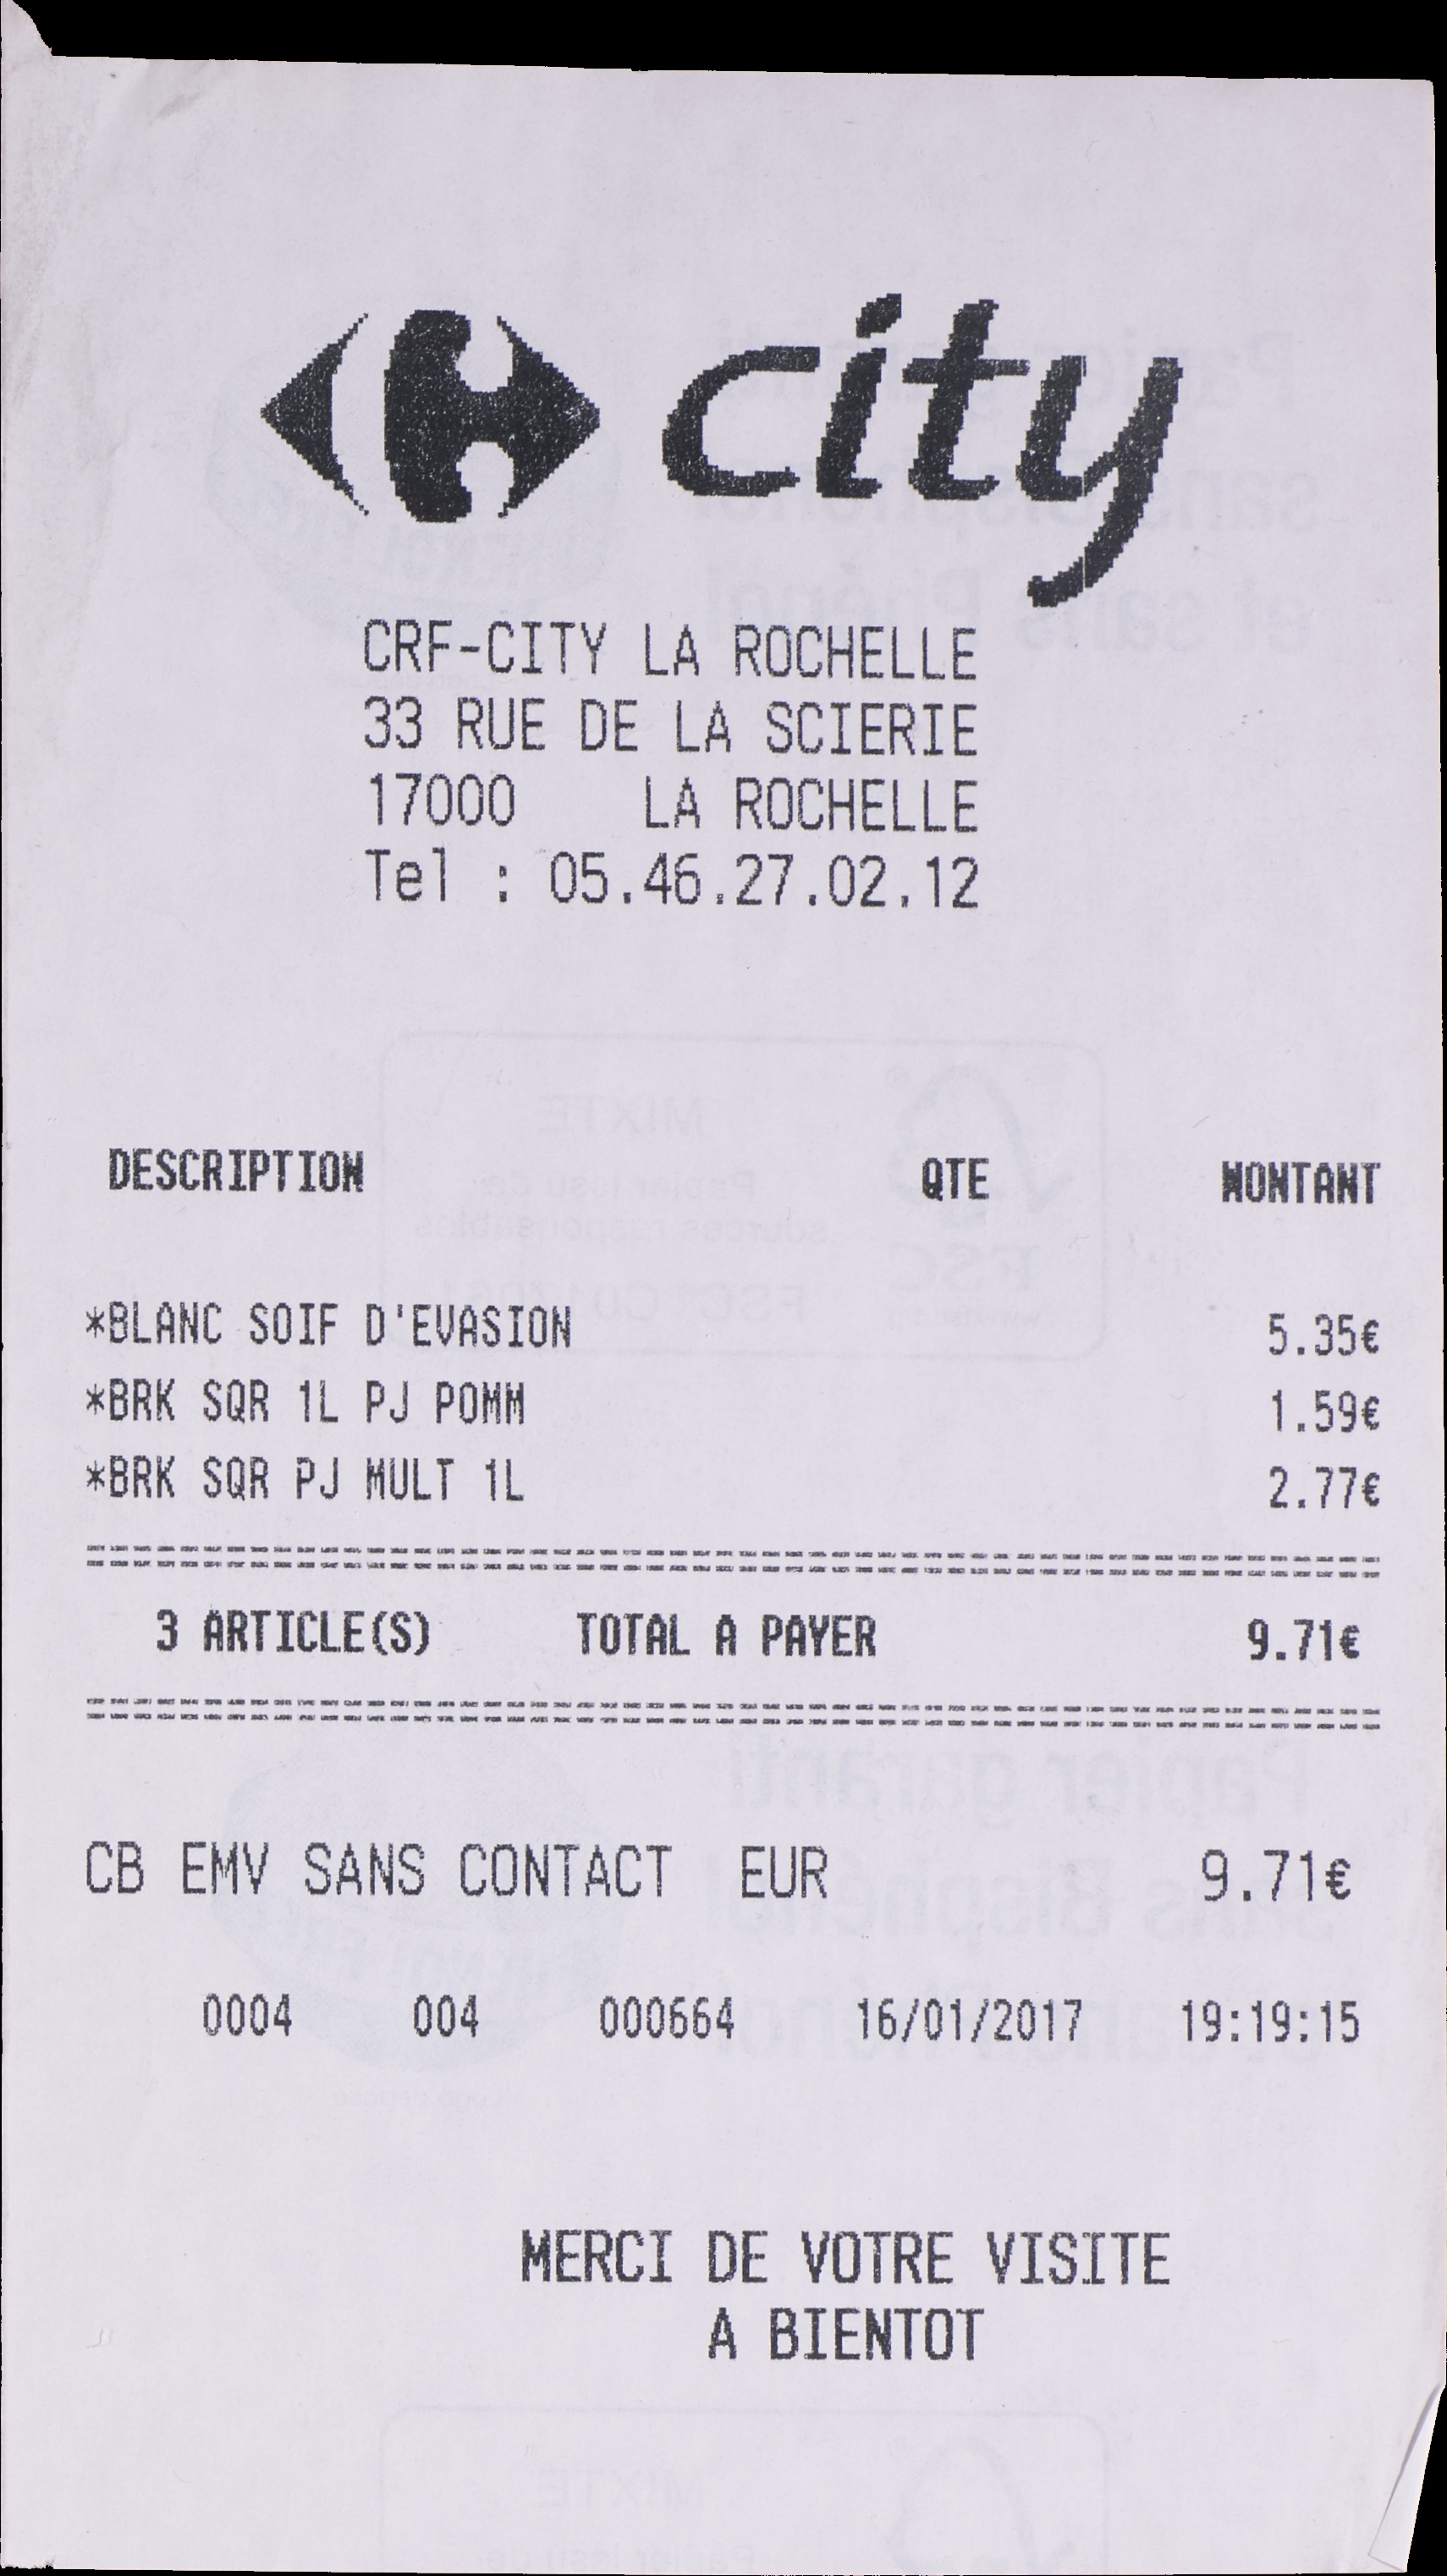 city
CRF-CITY LA ROCHELLE
33 RUE DE LA SCIERIE
17000 LA ROCHELLE
Tel : 05.46.27.02.12
DESCRIPTION QTE MONTANT
*BLANC SOIF D'EVASION 5.35€
*BRK SQR 1L PJ POMM 1.59€
*BRK SQR PJ MULT 1L 2.77€
3 ARTICLE(S) TOTAL A PAYER 9.71€
CB EMV SANS CONTACT EUR 9.71€
0004 004 000664 16/01/2017 19:19:15
MERCI DE VOTRE VISITE
A BIENTOT